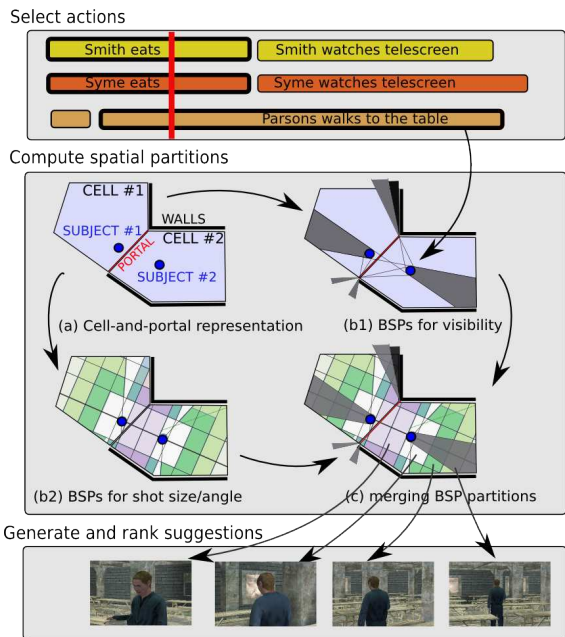 Select actions
Smith eats
Smith watches telescreen
Syme eats
Syme watches telescreen
Parsons walks to the table
Compute spatial partitions
CELL #1
WALLS
SUBJECT #1
CELL #2
PORTAL
SUBJECT #2
(a) Cell-and-portal representation
(b1) BSPs for visibility
(b2) BSPs for shot size/angle
(c) merging BSP partitions
Generate and rank suggestions